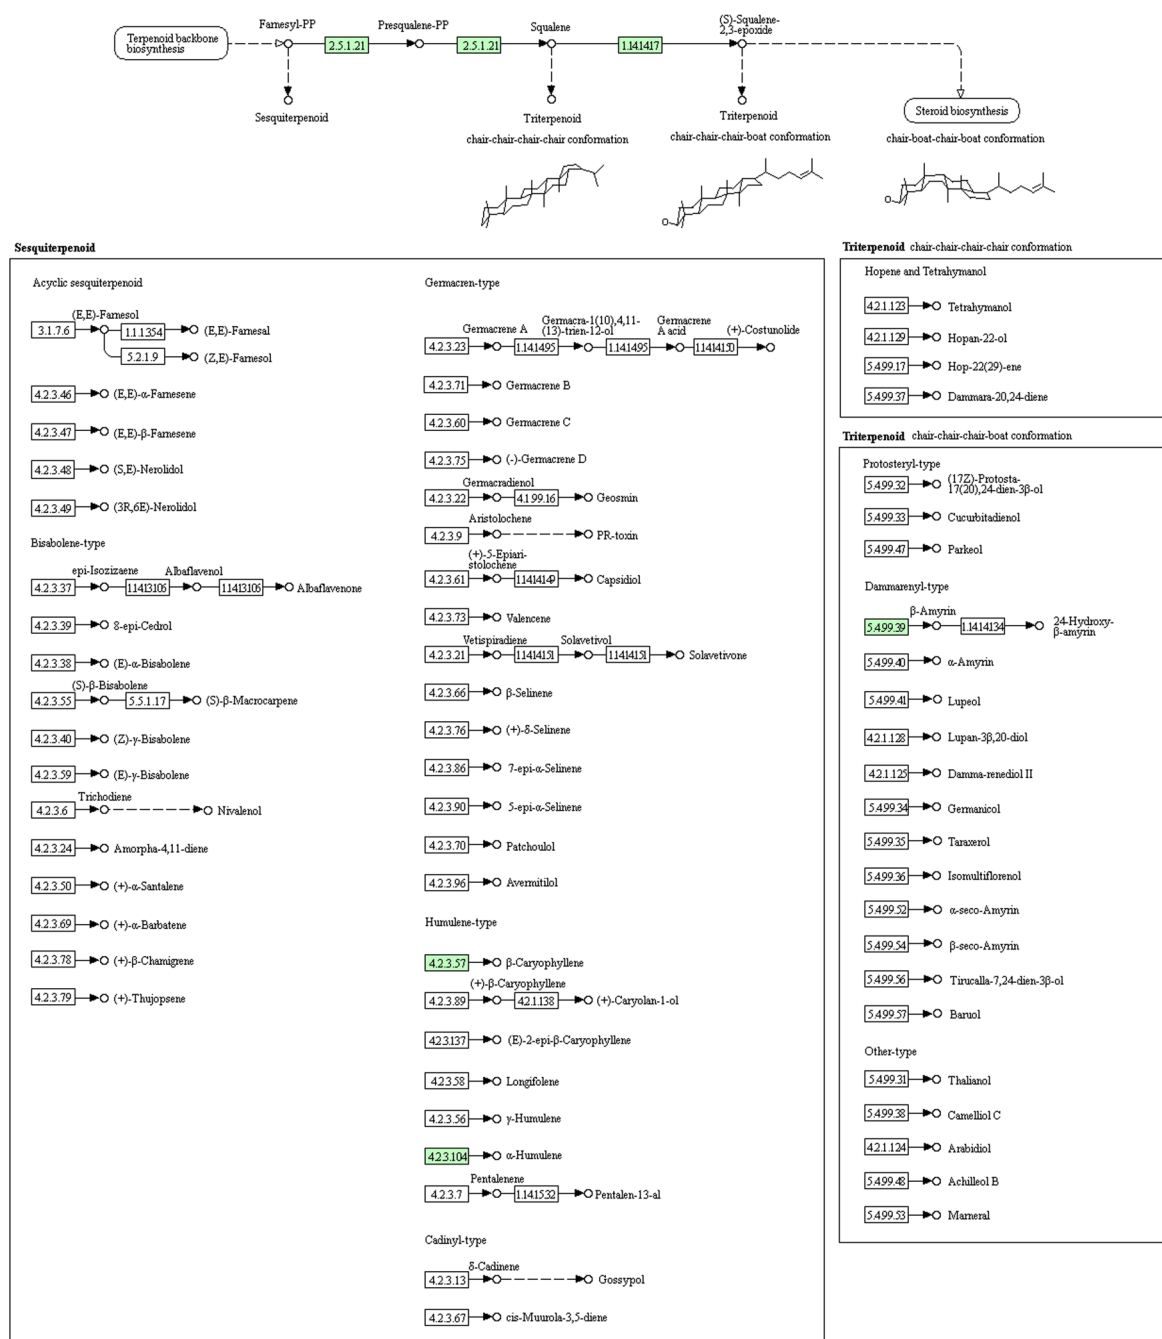 Terpenoid backbone
biosynthesis
Farnesyl-PP
2.5.1.21
Presqualene-PP
2.5.1.21
Squalene
1.14.14.17
(S)-Squalene-
2,3-epoxide
Sesquiterpenoid
Triterpenoid
chair-chair-chair-chair conformation
Triterpenoid
chair-chair-chair-boat conformation
Steroid biosynthesis
chair-boat-chair-boat conformation
O
O
Sesquiterpenoid
Acyclic sesquiterpenoid
3.1.7.6
(E,E)-Farnesol
1.1.1.354
(E,E)-Farnesal
5.2.1.9
(Z,E)-Farnesol
4.2.3.46
(E,E)-α-Farnesene
4.2.3.47
(E,E)-β-Farnesene
4.2.3.48
(S,E)-Nerolidol
4.2.3.49
(3R,6E)-Nerolidol
Bisabolene-type
4.2.3.37
epi-Isozizaene
1.14.13.106
Albaflavenol
1.14.13.106
Albaflavenone
4.2.3.39
8-epi-Cedrol
4.2.3.38
(E)-α-Bisabolene
4.2.3.55
(S)-β-Bisabolene
5.5.1.17
(S)-β-Macrocarpene
4.2.3.40
(Z)-γ-Bisabolene
4.2.3.59
(E)-γ-Bisabolene
4.2.3.6
Trichodiene
Nivalenol
4.2.3.24
Amorpha-4,11-diene
4.2.3.50
(+)-α-Santalene
4.2.3.69
(+)-α-Barbatene
4.2.3.78
(+)-β-Chamigrene
4.2.3.79
(+)-Thujopsene
Germacren-type
4.2.3.23
Germacrene A
1.14.14.95
Germacra-1(10),4,11-
(13)-trien-12-ol
1.14.14.95
Germacrene
A acid
1.14.14.150
(+)-Costunolide
4.2.3.71
Germacrene B
4.2.3.60
Germacrene C
4.2.3.75
(-)-Germacrene D
4.2.3.22
Germacradienol
4.1.99.16
Geosmin
4.2.3.9
Aristolochene
PR-toxin
4.2.3.61
(+)-5-Epiari-
stolochene
1.14.14.149
Capsidiol
4.2.3.73
Valencene
4.2.3.21
Vetispiradiene
1.14.14.151
Solavetivol
1.14.14.151
Solavetivone
4.2.3.66
β-Selinene
4.2.3.76
(+)-δ-Selinene
4.2.3.86
7-epi-α-Selinene
4.2.3.90
5-epi-α-Selinene
4.2.3.70
Patchoulol
4.2.3.96
Avermitilol
Humulene-type
4.2.3.57
β-Caryophyllene
4.2.3.89
(+)-β-Caryophyllene
4.2.1.138
(+)-Caryolan-1-ol
4.2.3.137
(E)-2-epi-β-Caryophyllene
4.2.3.58
Longifolene
4.2.3.56
γ-Humulene
4.2.3.104
α-Humulene
4.2.3.7
Pentalenene
1.14.15.32
Pentalen-13-al
Cadinyl-type
4.2.3.13
δ-Cadinene
Gossypol
4.2.3.67
cis-Muurola-3,5-diene
Triterpenoid chair-chair-chair-chair conformation
Hopene and Tetrahymanol
4.2.1.123
Tetrahymanol
4.2.1.129
Hopan-22-ol
5.4.99.17
Hop-22(29)-ene
5.4.99.37
Dammara-20,24-diene
Triterpenoid chair-chair-chair-boat conformation
Protosteryl-type
5.4.99.32
(17Z)-Protosta-
17(20),24-dien-3β-ol
5.4.99.33
Cucurbitadienol
5.4.99.47
Parkeol
Dammarenyl-type
5.4.99.39
β-Amyrin
1.14.14.134
24-Hydroxy-
β-amyrin
5.4.99.40
α-Amyrin
5.4.99.41
Lupeol
4.2.1.128
Lupan-3β,20-diol
4.2.1.125
Damma-renediol II
5.4.99.34
Germanicol
5.4.99.35
Taraxerol
5.4.99.36
Isomultiflorenol
5.4.99.52
α-seco-Amyrin
5.4.99.54
β-seco-Amyrin
5.4.99.56
Tirucalla-7,24-dien-3β-ol
5.4.99.57
Baruol
Other-type
5.4.99.31
Thalianol
5.4.99.38
Camelliol C
4.2.1.124
Arabidiol
5.4.99.48
Achilleol B
5.4.99.53
Marneral